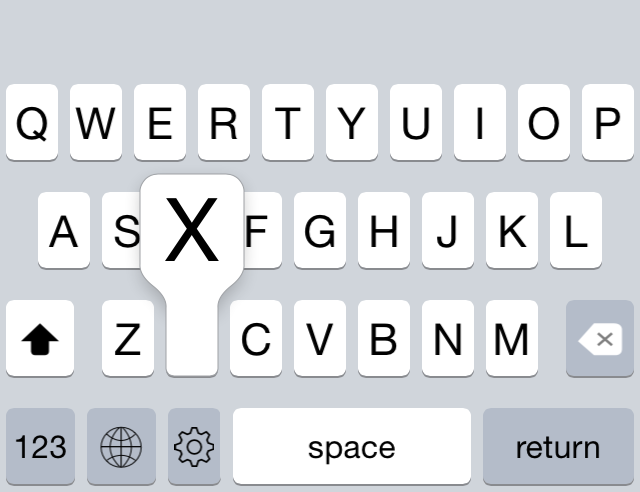 Q W E R T Y U I O P
A S X F G H J K L
Z C V B N M
123 space return